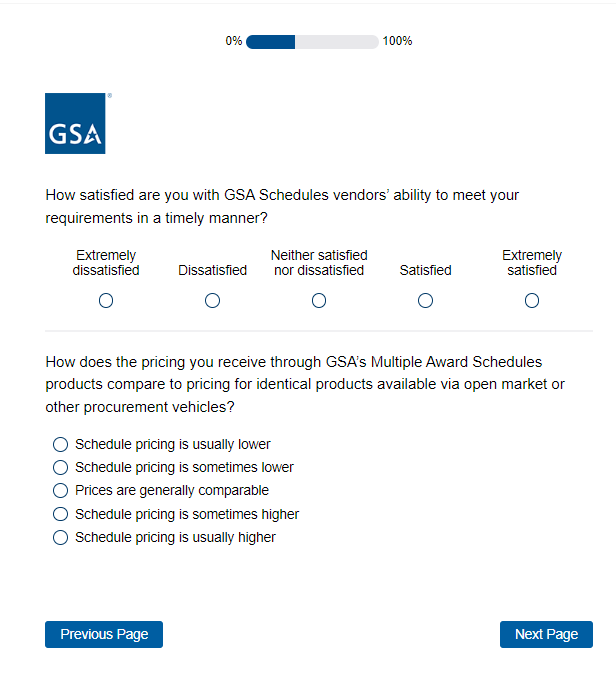 0% 100%
®
GSA
How satisfied are you with GSA Schedules vendors' ability to meet your
requirements in a timely manner?
Extremely
dissatisfied
Dissatisfied
Neither satisfied
nor dissatisfied
Satisfied
Extremely
satisfied
How does the pricing you receive through GSA's Multiple Award Schedules
products compare to pricing for identical products available via open market or
other procurement vehicles?
Schedule pricing is usually lower
Schedule pricing is sometimes lower
Prices are generally comparable
Schedule pricing is sometimes higher
Schedule pricing is usually higher
Previous Page
Next Page